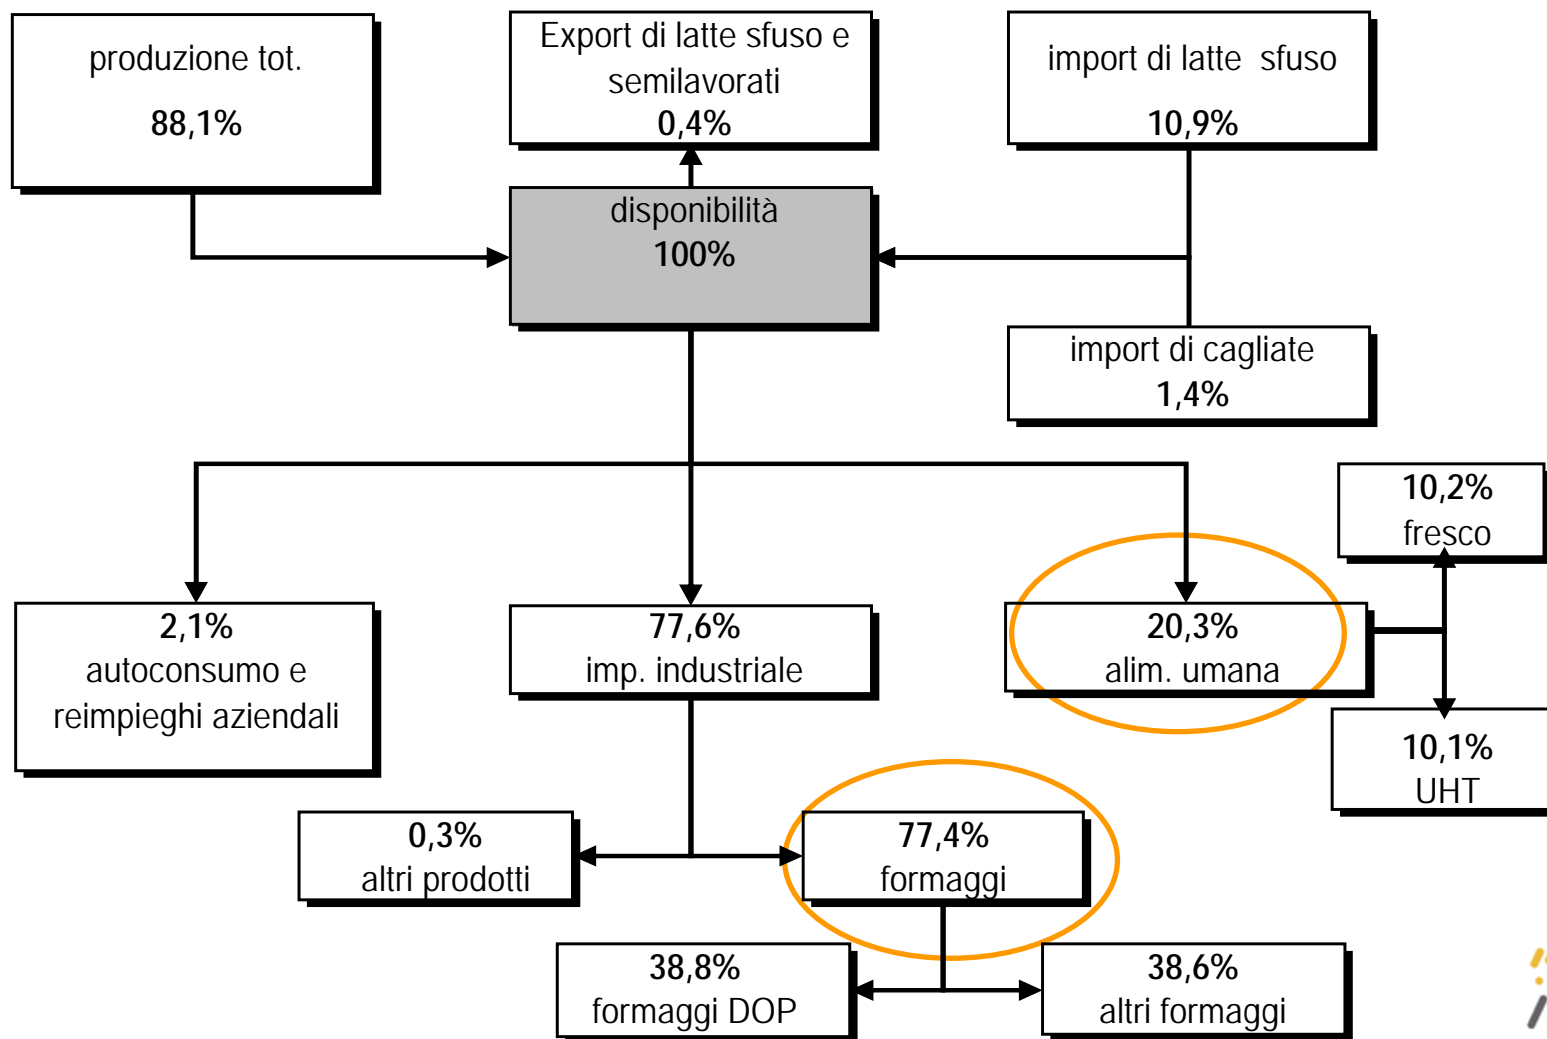 produzione tot.
88,1%
Export di latte sfuso e
semilavorati
0,4%
import di latte sfuso
10,9%
disponibilità
100%
import di cagliate
1,4%
10,2%
fresco
2,1%
autoconsumo e
reimpieghi aziendali
77,6%
imp. industriale
20,3%
alim. umana
10,1%
UHT
0,3%
altri prodotti
77,4%
formaggi
38,8%
formaggi DOP
38,6%
altri formaggi